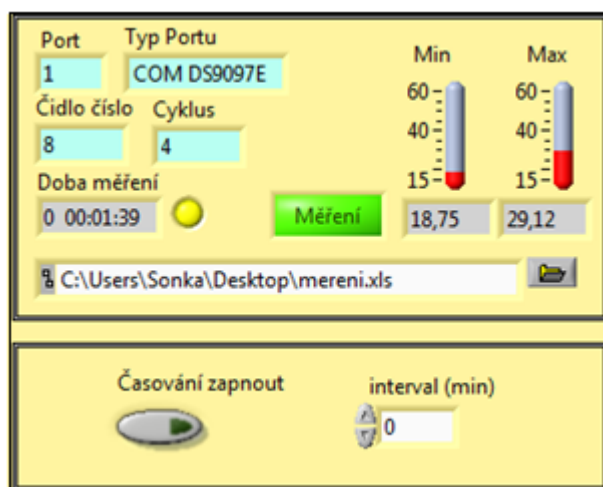 Port Typ Portu
1 COM DS9097E
Čidlo číslo Cyklus
8 4
Doba měření
0 00:01:39
Měření
Min Max
60 60
40 40
15 15
18,75 29,12
C:\Users\Sonka\Desktop\mereni.xls
Časování zapnout interval (min)
0